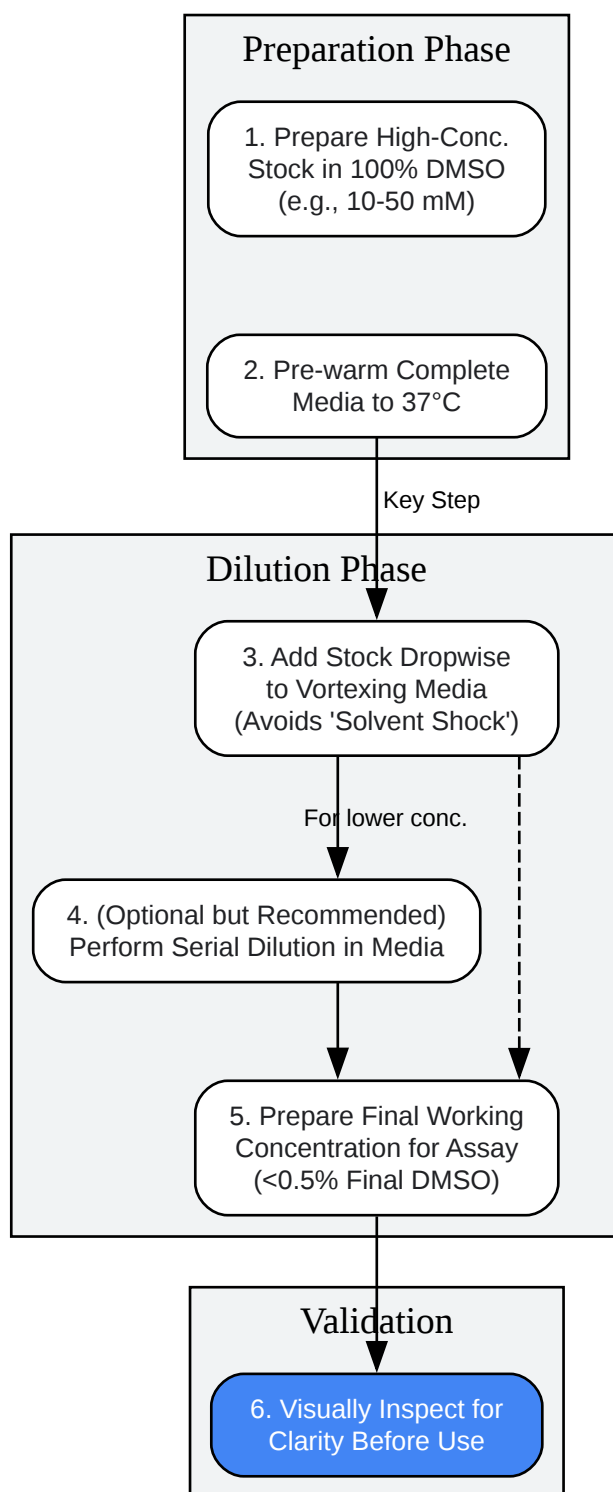 Preparation Phase
1. Prepare High-Conc.
Stock in 100% DMSO
(e.g., 10-50 mM)
2. Pre-warm Complete
Media to 37°C
Key Step
Dilution Phase
3. Add Stock Dropwise
to Vortexing Media
(Avoids 'Solvent Shock')
For lower conc.
4. (Optional but Recommended)
Perform Serial Dilution in Media
5. Prepare Final Working
Concentration for Assay
(<0.5% Final DMSO)
Validation
6. Visually Inspect for
Clarity Before Use